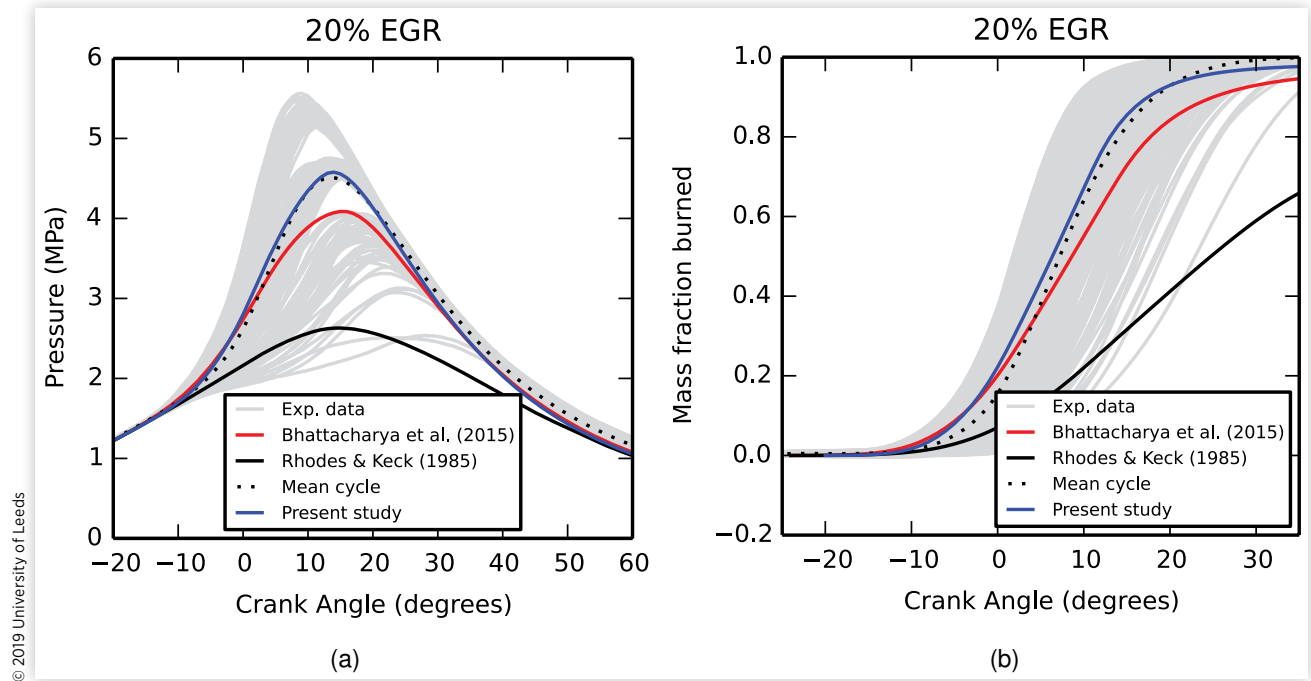 20% EGR
6
5
4
3
2
1
0
Pressure (MPa)
Exp. data
Bhattacharya et al. (2015)
Rhodes & Keck (1985)
Mean cycle
Present study
−20 −10 0 10 20 30 40 50 60
Crank Angle (degrees)
(a)
20% EGR
1.0
0.8
0.6
0.4
0.2
0.0
−0.2
Mass fraction burned
Exp. data
Bhattacharya et al. (2015)
Rhodes & Keck (1985)
Mean cycle
Present study
−20 −10 0 10 20 30
Crank Angle (degrees)
(b)
© 2019 University of Leeds